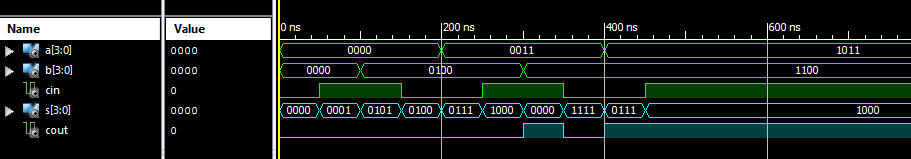 Name Value 0 ns 200 ns 400 ns 600 ns
a[3:0] 0000 0000 0011 1011
b[3:0] 0000 0000 0100 1100
cin 0
s[3:0] 0000 0000 0001 0101 0100 0111 1000 0000 1111 0111 1000
cout 0